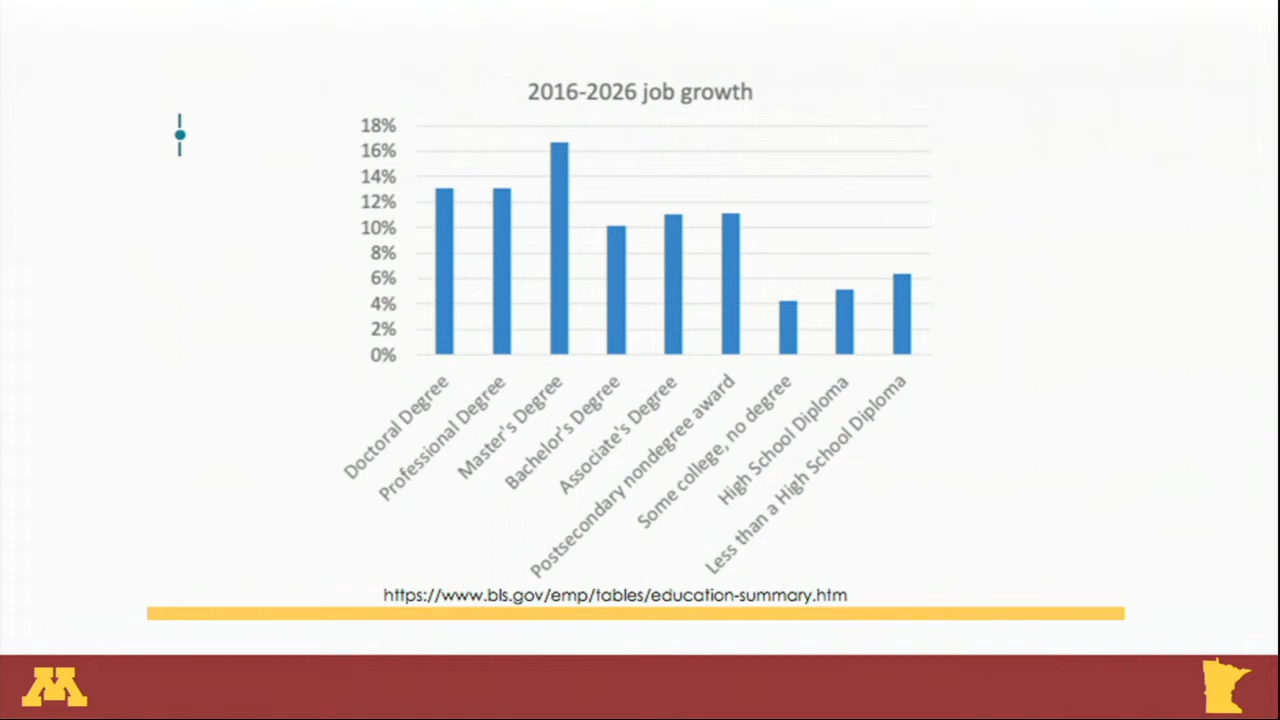 2016-2026 job growth
18%
16%
14%
12%
10%
8%
6%
4%
2%
0%
Doctoral Degree
Professional Degree
Master's Degree
Bachelor's Degree
Associate's Degree
Postsecondary nondegree award
Some college, no degree
High School Diploma
Less than a High School Diploma
https://www.bls.gov/emp/tables/education-summary.htm
M